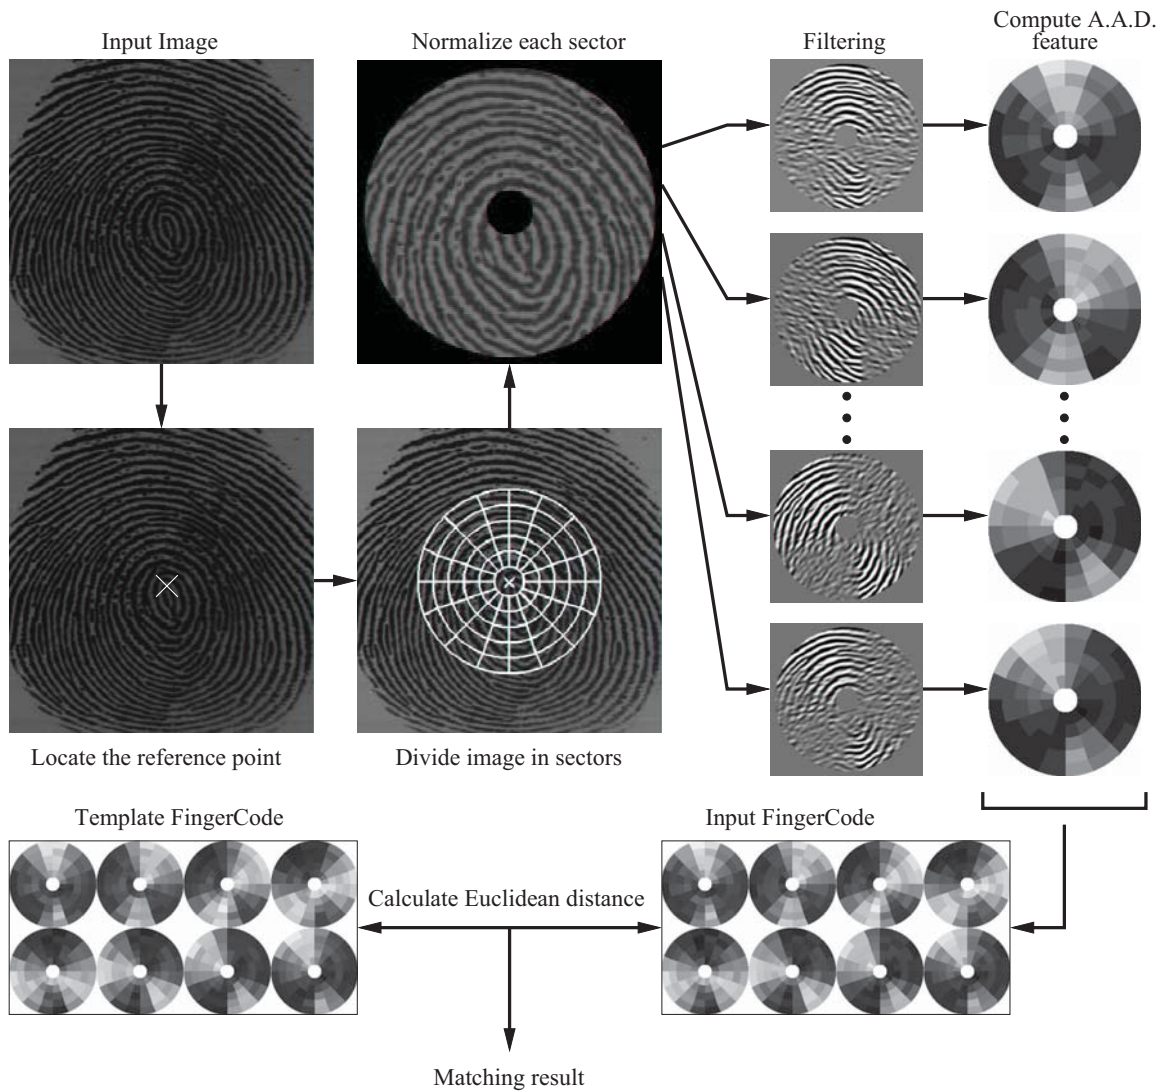 Input Image
Normalize each sector
Filtering
Compute A.A.D.
feature
Locate the reference point
Divide image in sectors
Template FingerCode
Input FingerCode
Calculate Euclidean distance
Matching result